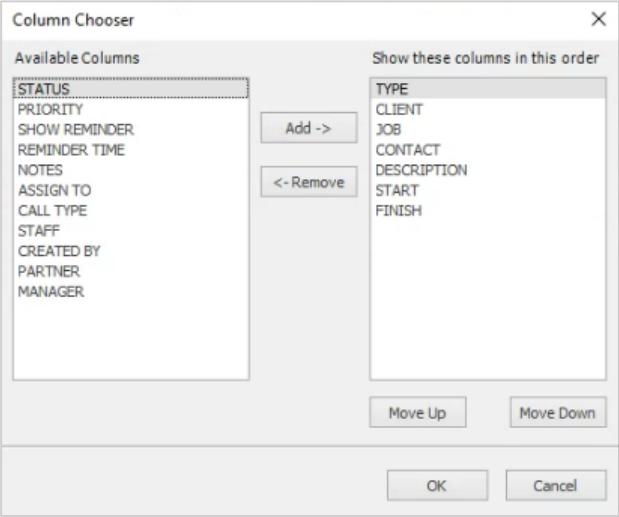 Column Chooser
Available Columns
STATUS
PRIORITY
SHOW REMINDER
REMINDER TIME
NOTES
ASSIGN TO
CALL TYPE
STAFF
CREATED BY
PARTNER
MANAGER
Add ->
<- Remove
Show these columns in this order
TYPE
CLIENT
JOB
CONTACT
DESCRIPTION
START
FINISH
Move Up
Move Down
OK
Cancel